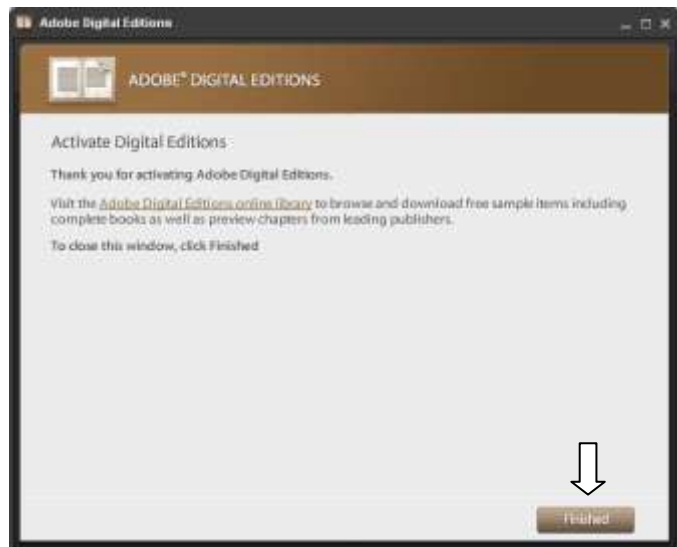 Adobe Digital Editions
ADOBE® DIGITAL EDITIONS
Activate Digital Editions
Thank you for activating Adobe Digital Editions.
Visit the Adobe Digital Editions online library to browse and download free sample items including
complete books as well as preview chapters from leading publishers.
To close this window, click Finished
Finished